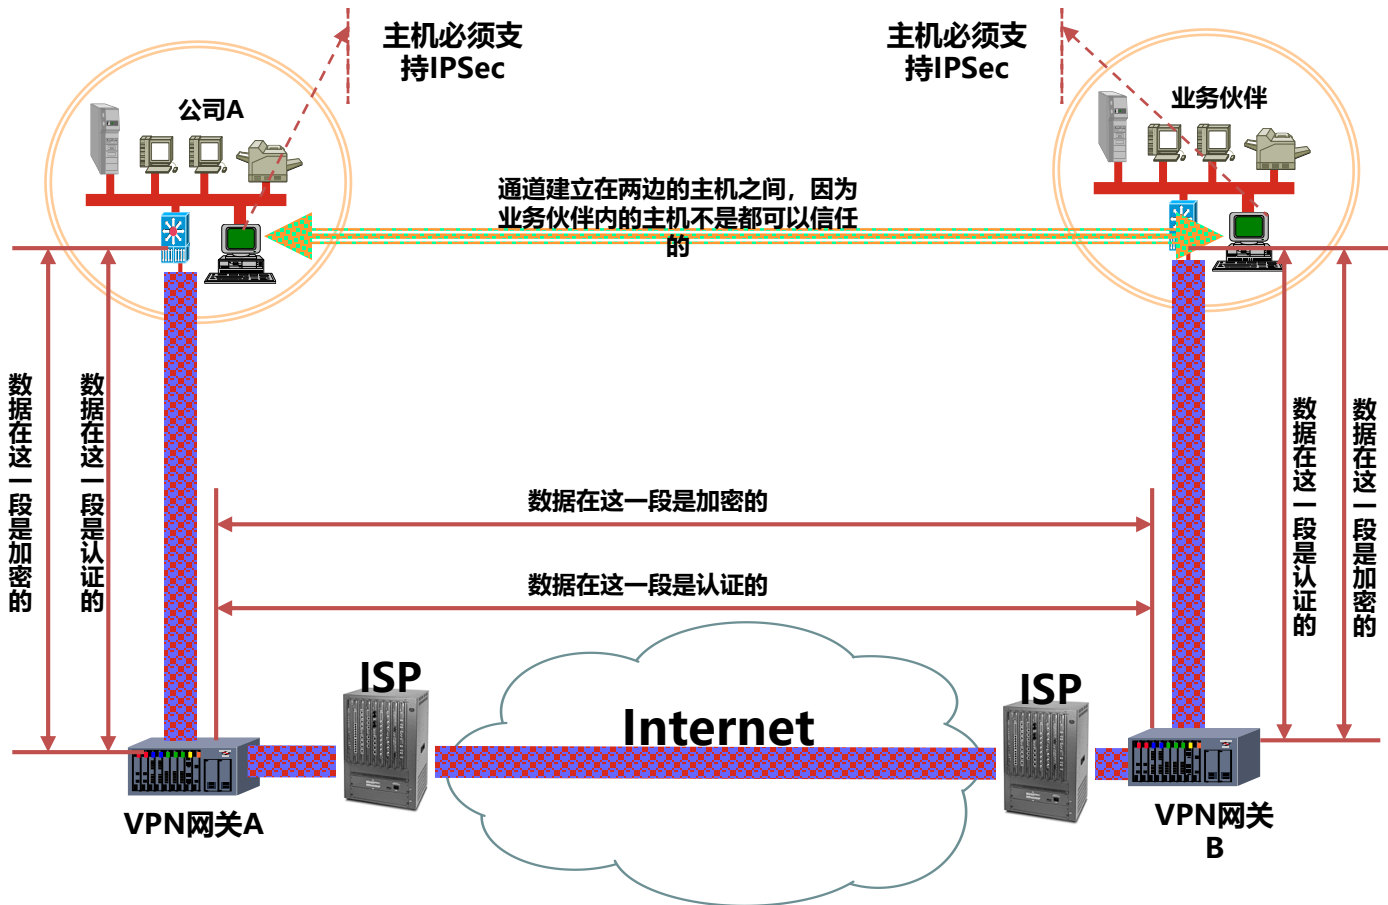 主机必须支
持IPSec
主机必须支
持IPSec
公司A
业务伙伴
通道建立在两边的主机之间，因为
业务伙伴内的主机不是都可以信任
的
数据在这一段是加密的
数据在这一段是认证的
数据在这一段是加密的
数据在这一段是认证的
数据在这一段是认证的
数据在这一段是加密的
ISP
ISP
Internet
VPN网关A
VPN网关
B